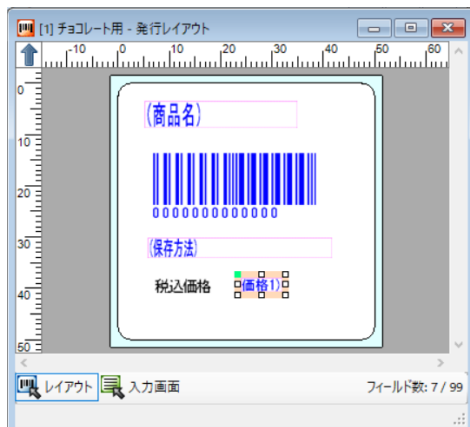 [1] チョコレート用 - 発行レイアウト
-10 0 10 20 30 40 50 60
0
10
20
30
40
50
(商品名)
0000000000000
(保存方法)
税込価格 価格1)
レイアウト 入力画面 フィールド数: 7 / 99